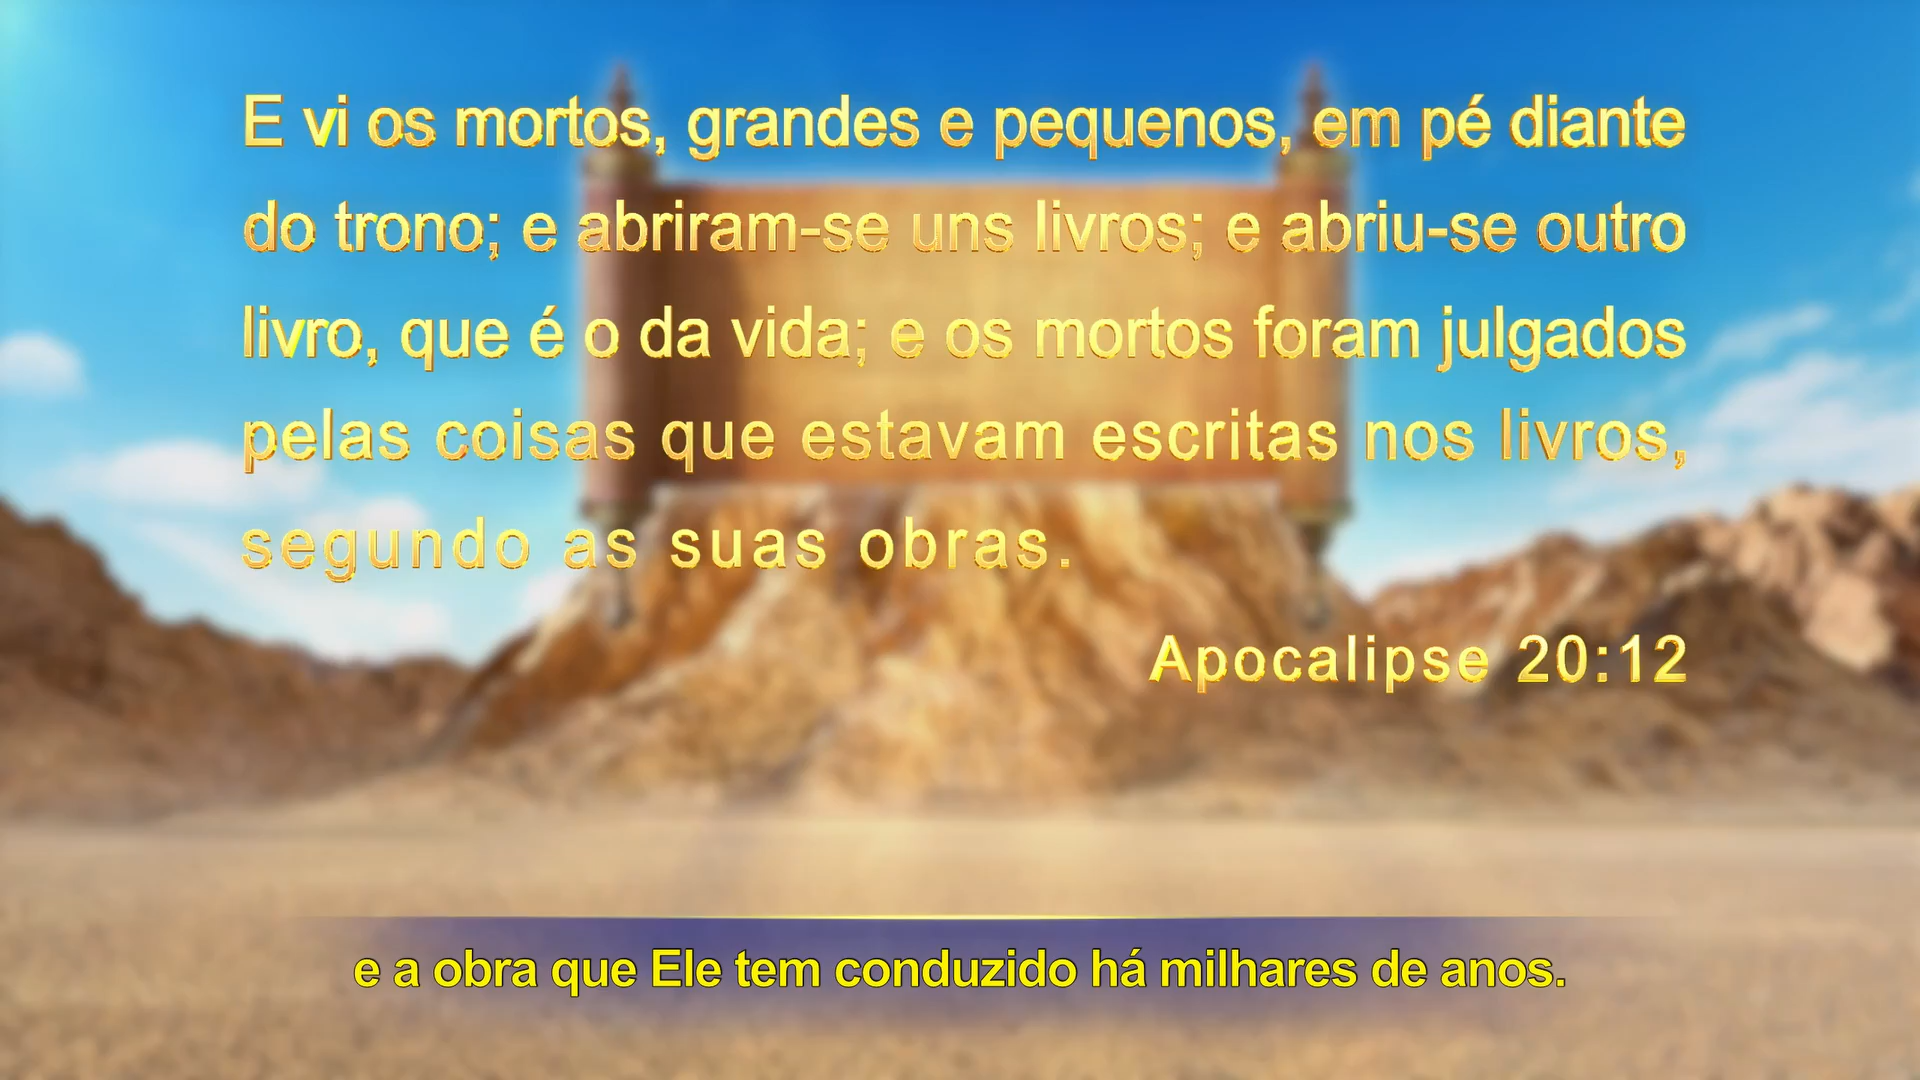 E vi os mortos, grandes e pequenos, em pé diante
do trono; e abriram-se uns livros; e abriu-se outro
livro, que é o da vida; e os mortos foram julgados
pelas coisas que estavam escritas nos livros,
segundo as suas obras.
Apocalipse 20:12
e a obra que Ele tem conduzido há milhares de anos.